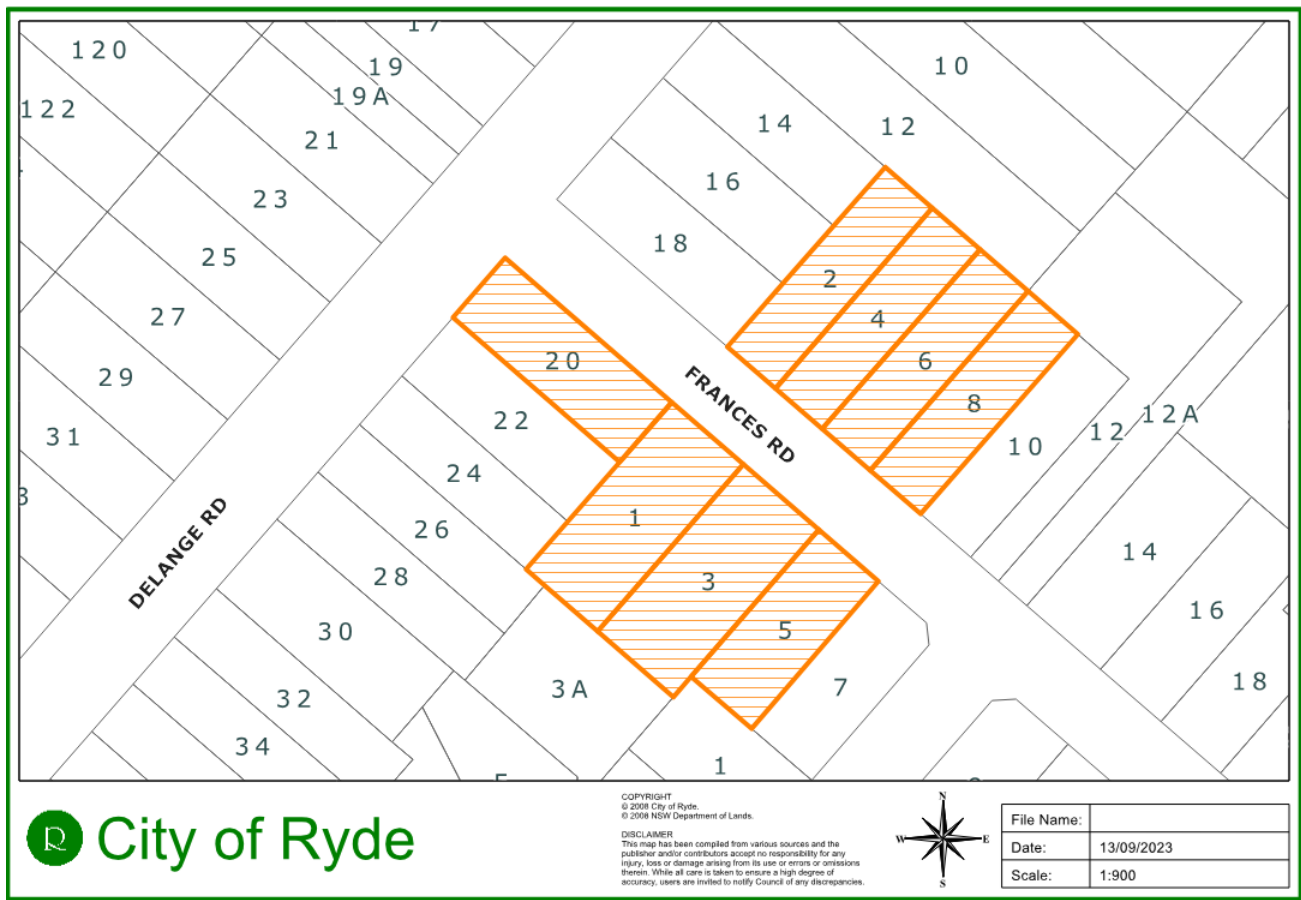 17
120
19
10
19A
122
14
12
21
16
23
18
25
2
27
4
20
6
29
8
FRANCES RD
12A
22
12
31
10
24
1
26
DELANGE RD
14
28
3
16
30
5
18
7
3A
32
34
1
R City of Ryde
COPYRIGHT
© 2008 City of Ryde.
© 2008 NSW Department of Lands.
DISCLAIMER
This map has been compiled from various sources and the
publisher and/or contributors accept no responsibility for any
injury, loss or damage arising from its use or errors or omissions
therein. While all care is taken to ensure a high degree of
accuracy, users are invited to notify Council of any discrepancies.
N
W E
S
File Name:
Date: 13/09/2023
Scale: 1:900